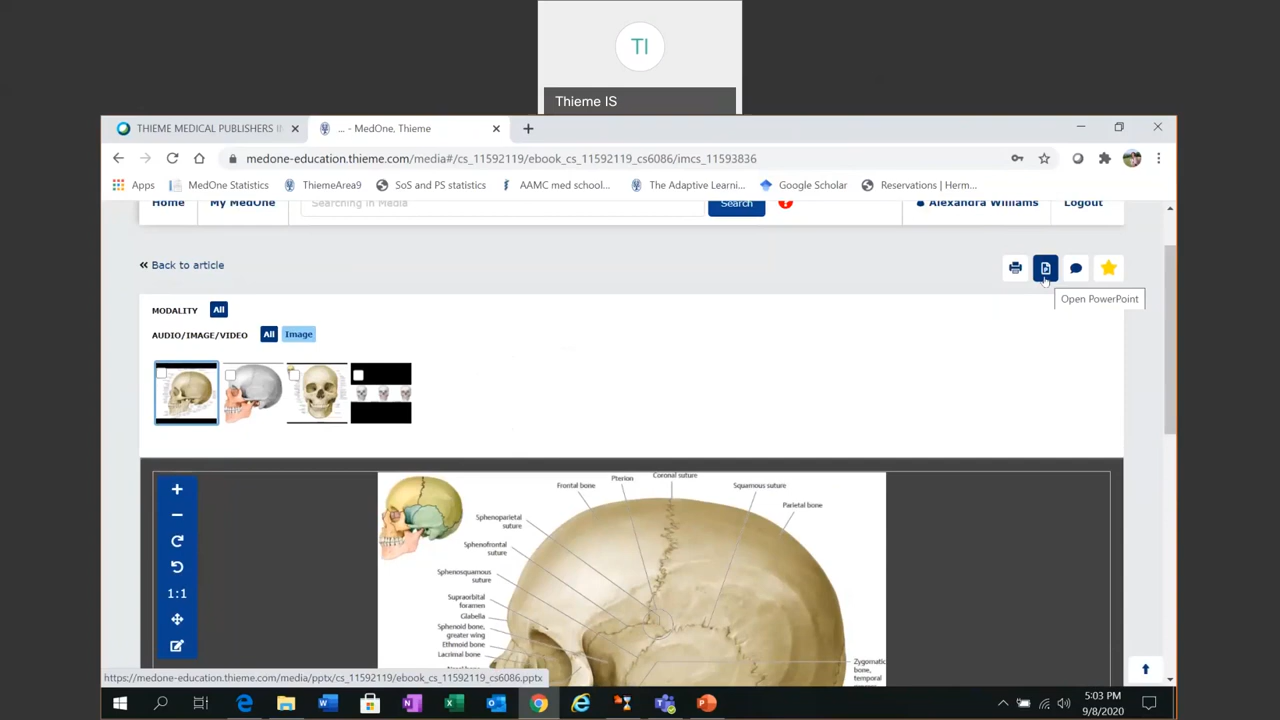 TI
Thieme IS
THIEME MEDICAL PUBLISHERS I
... - MedOne, Thieme
medone-education.thieme.com/media#/cs_11592119/ebook_cs_11592119_cs6086/imcs_11593836
Apps
MedOne Statistics
ThiemeArea9
SoS and PS statistics
AAMC med school...
The Adaptive Learni...
Google Scholar
Reservations | Herm...
Home
My MedOne
Searching in Media
Search
Alexandra Williams
Logout
Back to article
Open PowerPoint
MODALITY All
AUDIO/IMAGE/VIDEO All Image
Coronal suture
Pterion
Frontal bone
Squamous suture
Parietal bone
Sphenoparietal
suture
Sphenofrontal
suture
Sphenosquamous
suture
Supraorbital
foramen
Glabella
Sphenoid bone,
greater wing
Ethmoid bone
Lacrimal bone
Zygomatic
bone,
temporal
1:1
https://medone-education.thieme.com/media/pptx/cs_11592119/ebook_cs_11592119_cs6086.pptx
5:03 PM
9/8/2020